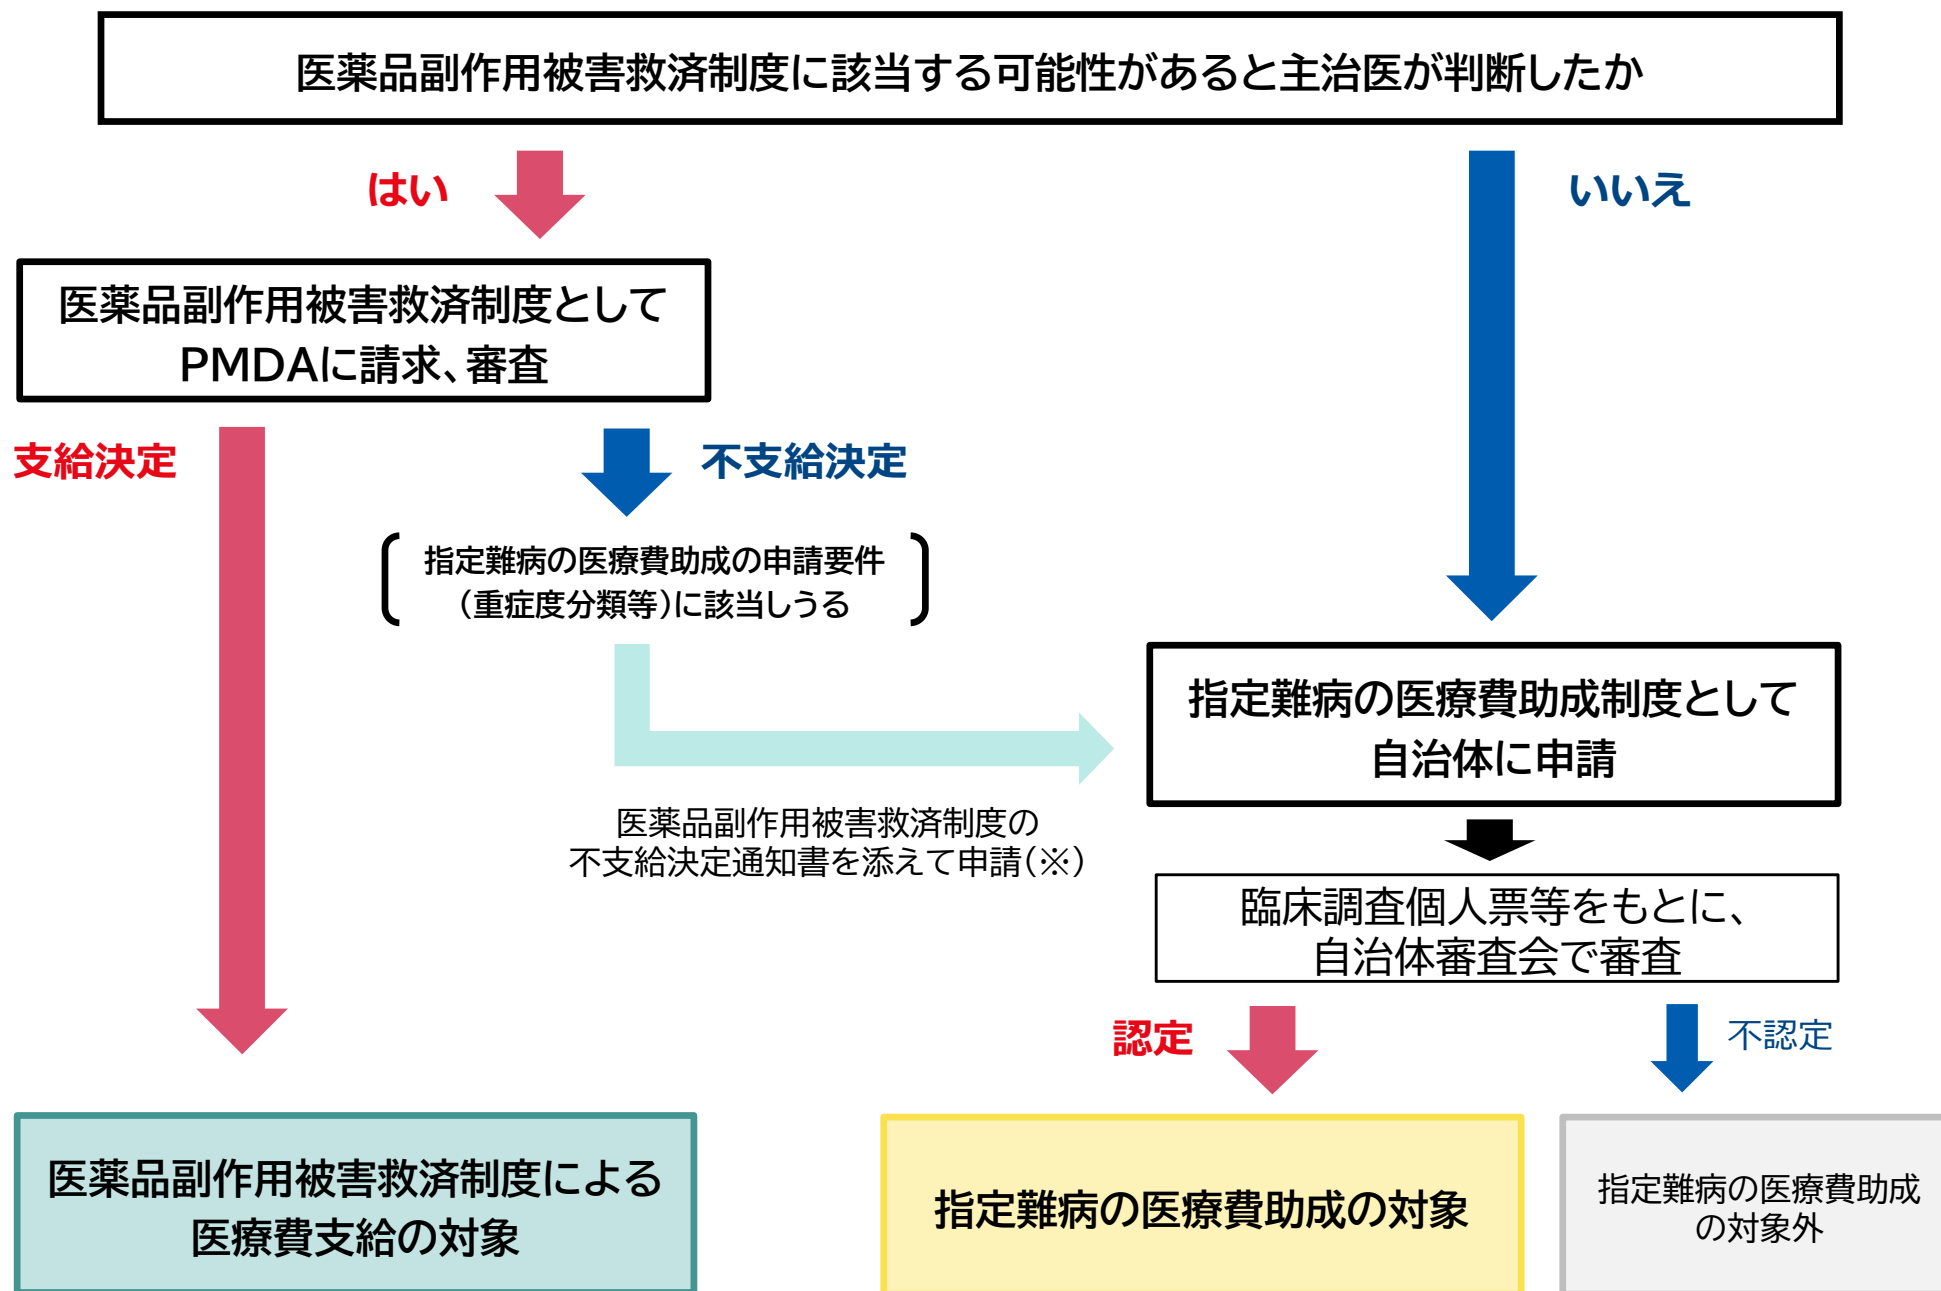 医薬品副作用被害救済制度に該当する可能性があると主治医が判断したか
はい
いいえ
医薬品副作用被害救済制度として
PMDAに請求、審査
支給決定
不支給決定
指定難病の医療費助成の申請要件
（重症度分類等）に該当しうる
指定難病の医療費助成制度として
自治体に申請
医薬品副作用被害救済制度の
不支給決定通知書を添えて申請（※）
臨床調査個人票等をもとに、
自治体審査会で審査
認定
不認定
医薬品副作用被害救済制度による
医療費支給の対象
指定難病の医療費助成の対象
指定難病の医療費助成
の対象外